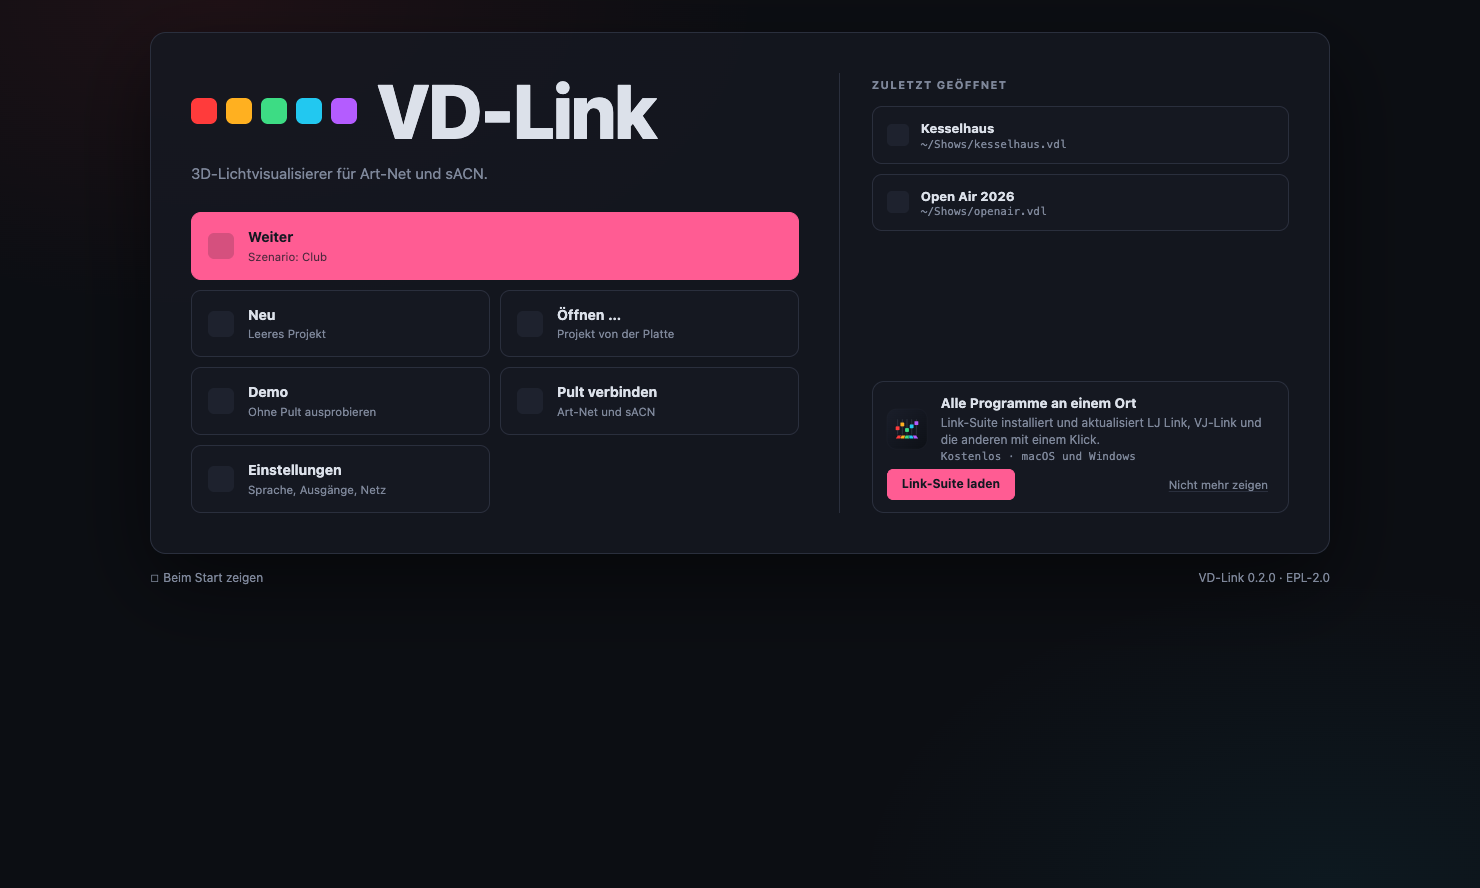 VD-Link
3D-Lichtvisualisierer für Art-Net und sACN.
Weiter
Szenario: Club
Neu
Leeres Projekt
Öffnen ...
Projekt von der Platte
Demo
Ohne Pult ausprobieren
Pult verbinden
Art-Net und sACN
Einstellungen
Sprache, Ausgänge, Netz
ZULETZT GEÖFFNET
Kesselhaus
~/Shows/kesselhaus.vdl
Open Air 2026
~/Shows/openair.vdl
Alle Programme an einem Ort
Link-Suite installiert und aktualisiert LJ Link, VJ-Link und
die anderen mit einem Klick.
Kostenlos · macOS und Windows
Link-Suite laden
Nicht mehr zeigen
Beim Start zeigen
VD-Link 0.2.0 · EPL-2.0